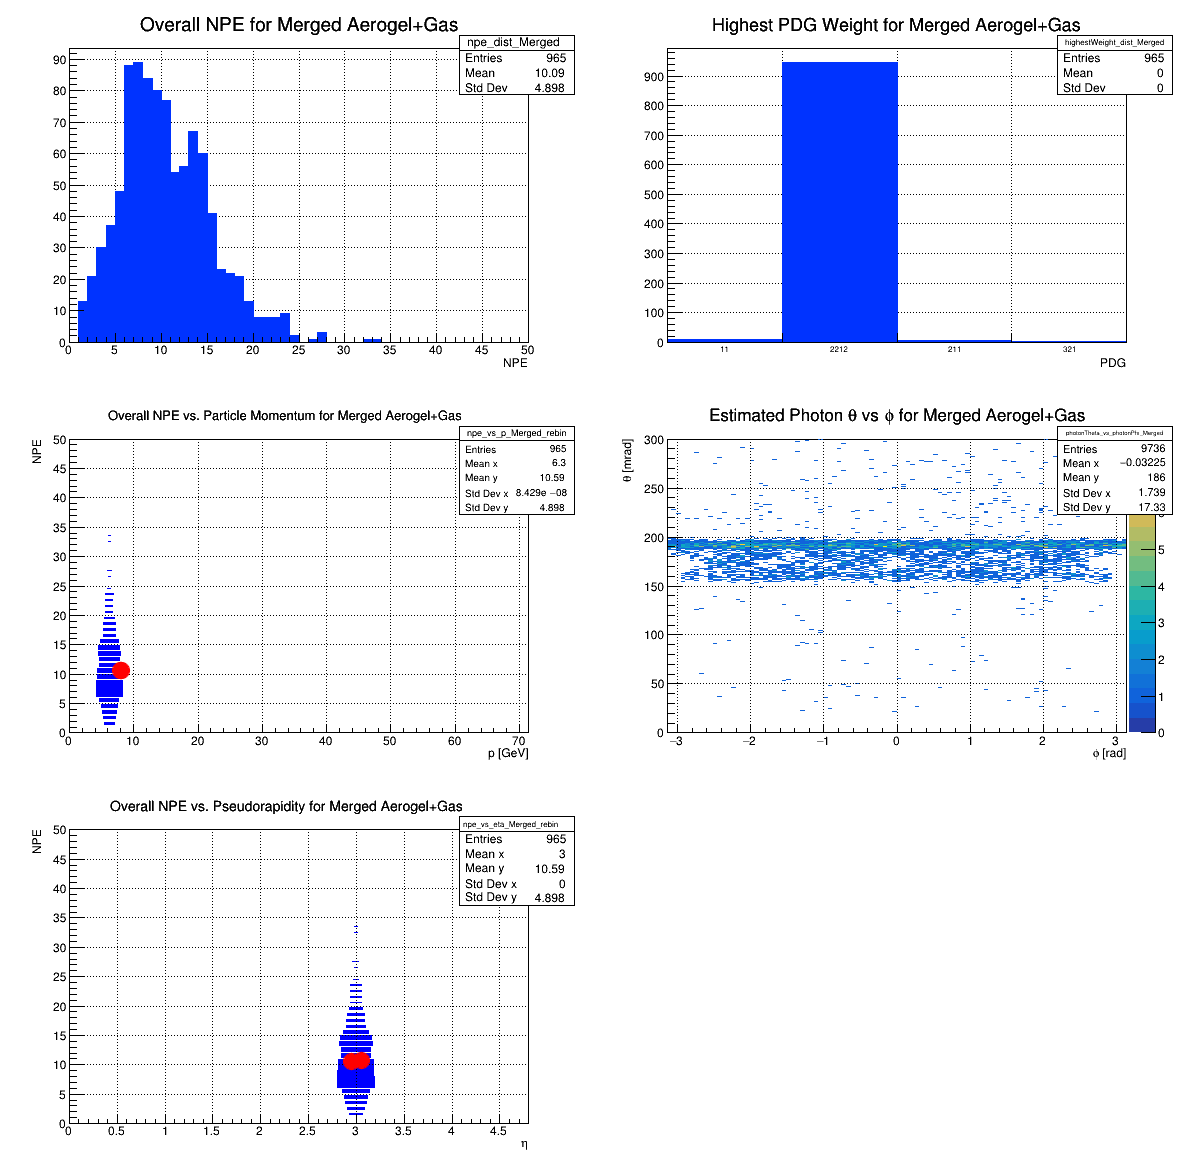 Overall NPE for Merged Aerogel+Gas
npe_dist_Merged
Entries 965
Mean 10.09
Std Dev 4.898
90
80
70
60
50
40
30
20
10
0
0 5 10 15 20 25 30 35 40 45 50
NPE
Highest PDG Weight for Merged Aerogel+Gas
highestWeight_dist_Merged
Entries 965
Mean 0
Std Dev 0
900
800
700
600
500
400
300
200
100
0
11 2212 211 321
PDG
Overall NPE vs. Particle Momentum for Merged Aerogel+Gas
NPE
npe_vs_p_Merged_rebin
Entries 965
Mean x 6.3
Mean y 10.59
Std Dev x 8.429e −08
Std Dev y 4.898
50
45
40
35
30
25
20
15
10
5
0
0 10 20 30 40 50 60 70
p [GeV]
Estimated Photon θ vs ϕ for Merged Aerogel+Gas
θ [mrad]
photonTheta_vs_photonPhi_Merged
Entries 9736
Mean x −0.03225
Mean y 186
Std Dev x 1.739
Std Dev y 17.33
300
250
200
150
100
50
0
−3 −2 −1 0 1 2 3
ϕ [rad]
5
4
3
2
1
0
Overall NPE vs. Pseudorapidity for Merged Aerogel+Gas
NPE
npe_vs_eta_Merged_rebin
Entries 965
Mean x 3
Mean y 10.59
Std Dev x 0
Std Dev y 4.898
50
45
40
35
30
25
20
15
10
5
0
0 0.5 1 1.5 2 2.5 3 3.5 4 4.5
η